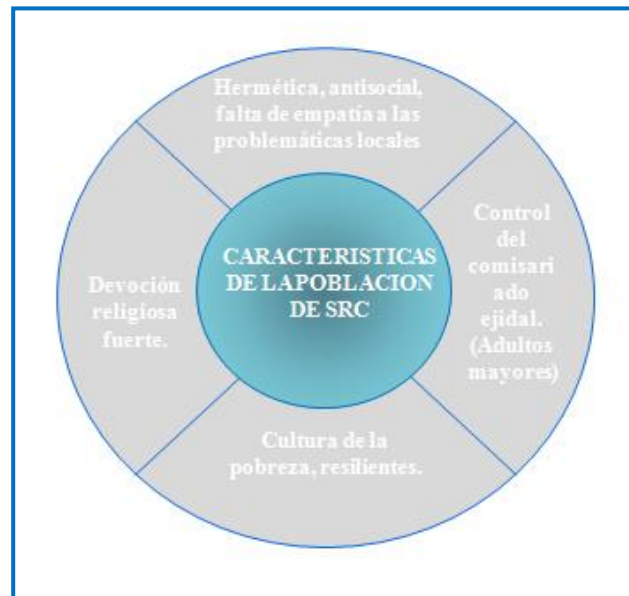 Hermética, antisocial,
falta de empatía a las
problemáticas locales
CARACTERISTICAS
DE LAPOBLACION
DE SRC
Control
del
comisari
ado
ejidal.
(Adultos
mayores)
Devoción
religiosa
fuerte.
Cultura de la
pobreza, resilientes.